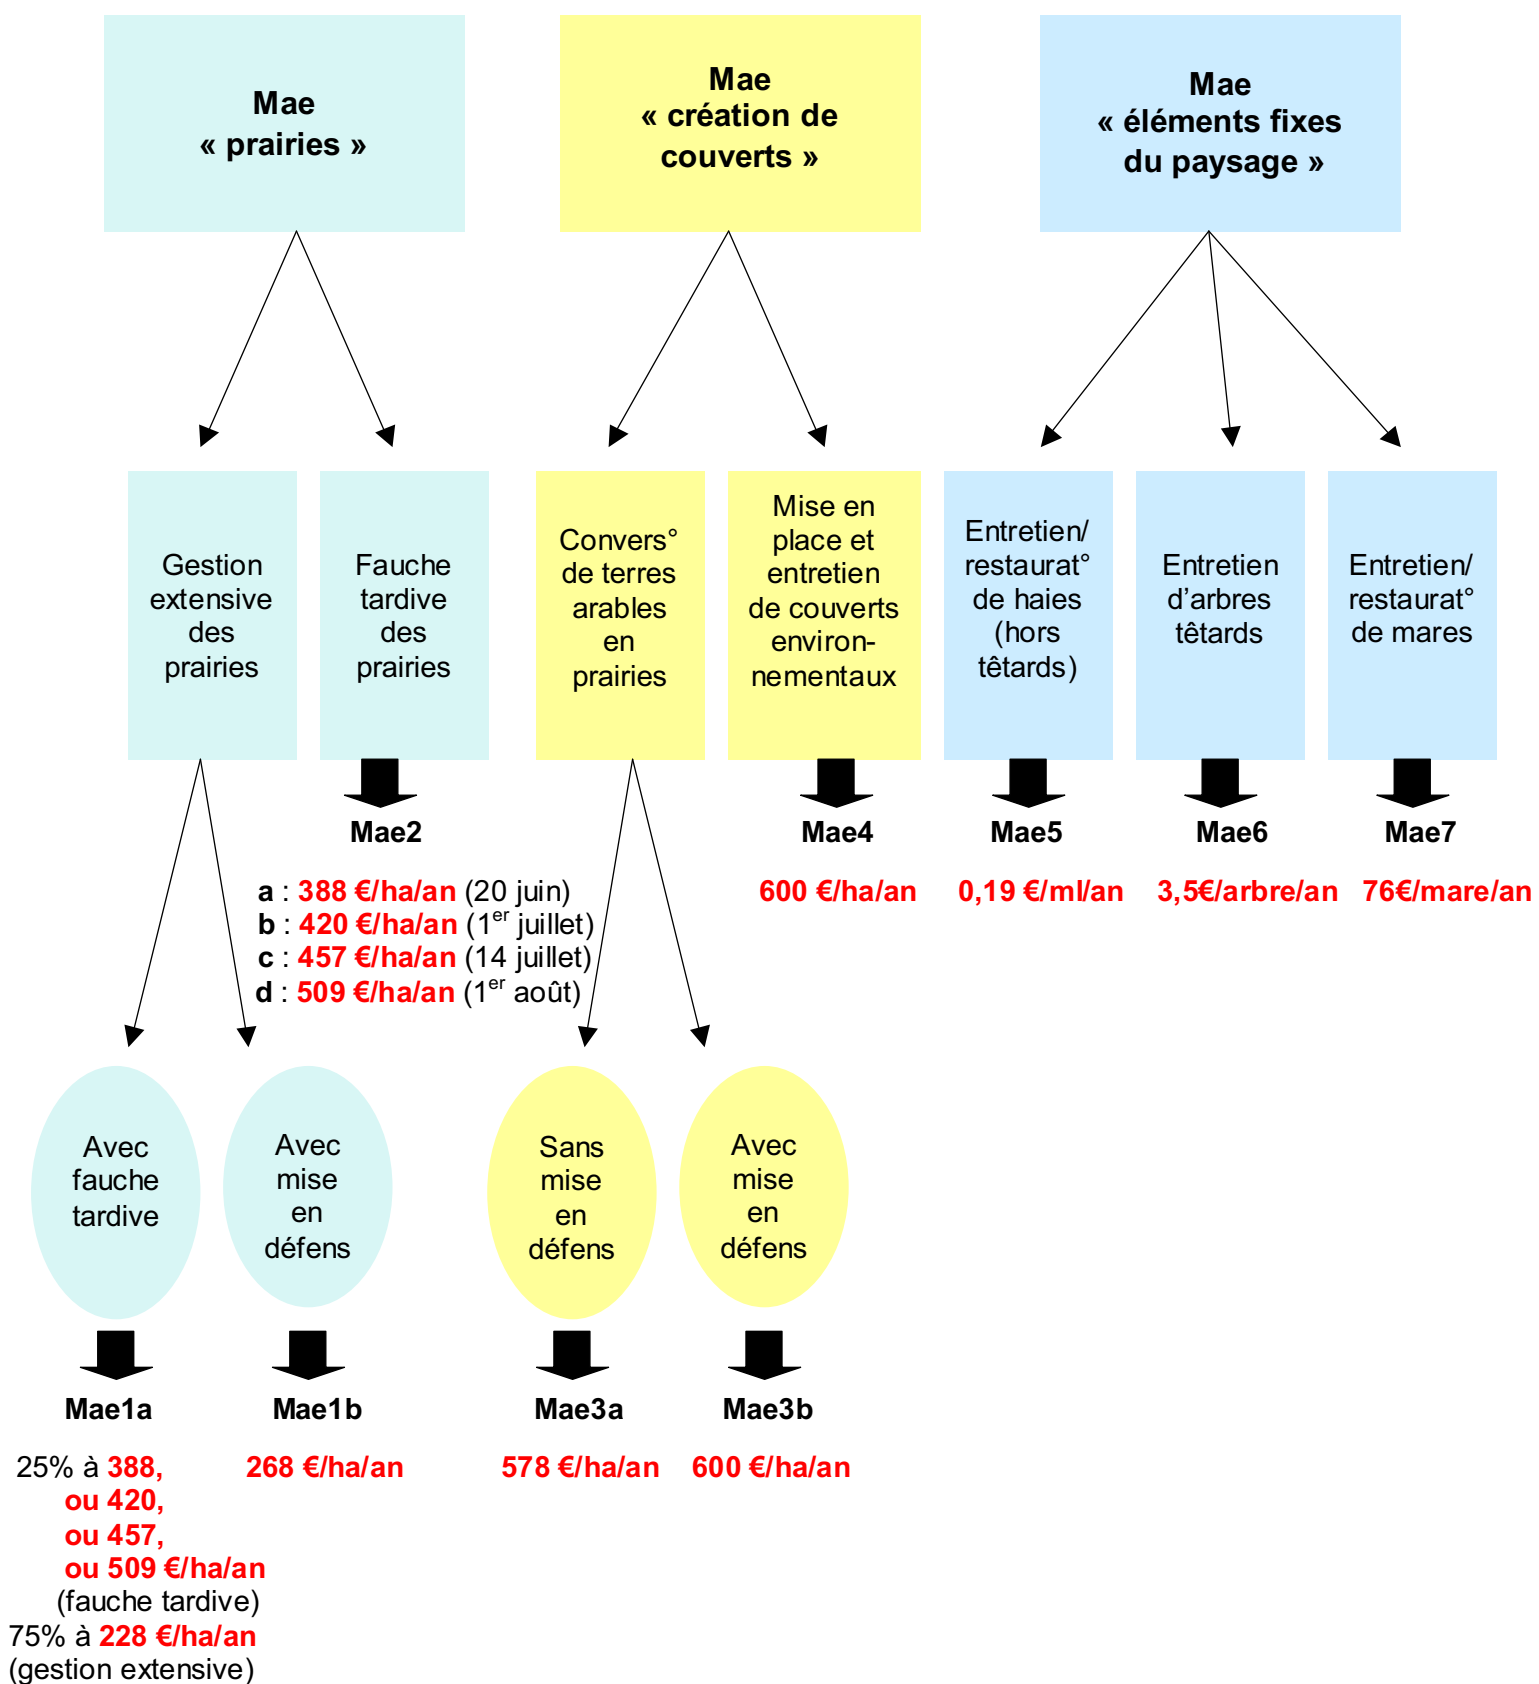 Mae
« prairies »
Mae
« création de
couverts »
Mae
« éléments fixes
du paysage »
Gestion
extensive
des
prairies
Fauche
tardive
des
prairies
Convers°
de terres
arables
en
prairies
Mise en
place et
entretien
de couverts
environ-
nementaux
Entretien/
restaurat°
de haies
(hors
têtards)
Entretien
d’arbres
têtards
Entretien/
restaurat°
de mares
Mae2
a : 388 €/ha/an (20 juin)
b : 420 €/ha/an (1er juillet)
c : 457 €/ha/an (14 juillet)
d : 509 €/ha/an (1er août)
Mae4
600 €/ha/an
Mae5
0,19 €/ml/an
Mae6
3,5€/arbre/an
Mae7
76€/mare/an
Avec
fauche
tardive
Avec
mise
en
défens
Sans
mise
en
défens
Avec
mise
en
défens
Mae1a
25% à 388,
ou 420,
ou 457,
ou 509 €/ha/an
(fauche tardive)
75% à 228 €/ha/an
(gestion extensive)
Mae1b
268 €/ha/an
Mae3a
578 €/ha/an
Mae3b
600 €/ha/an